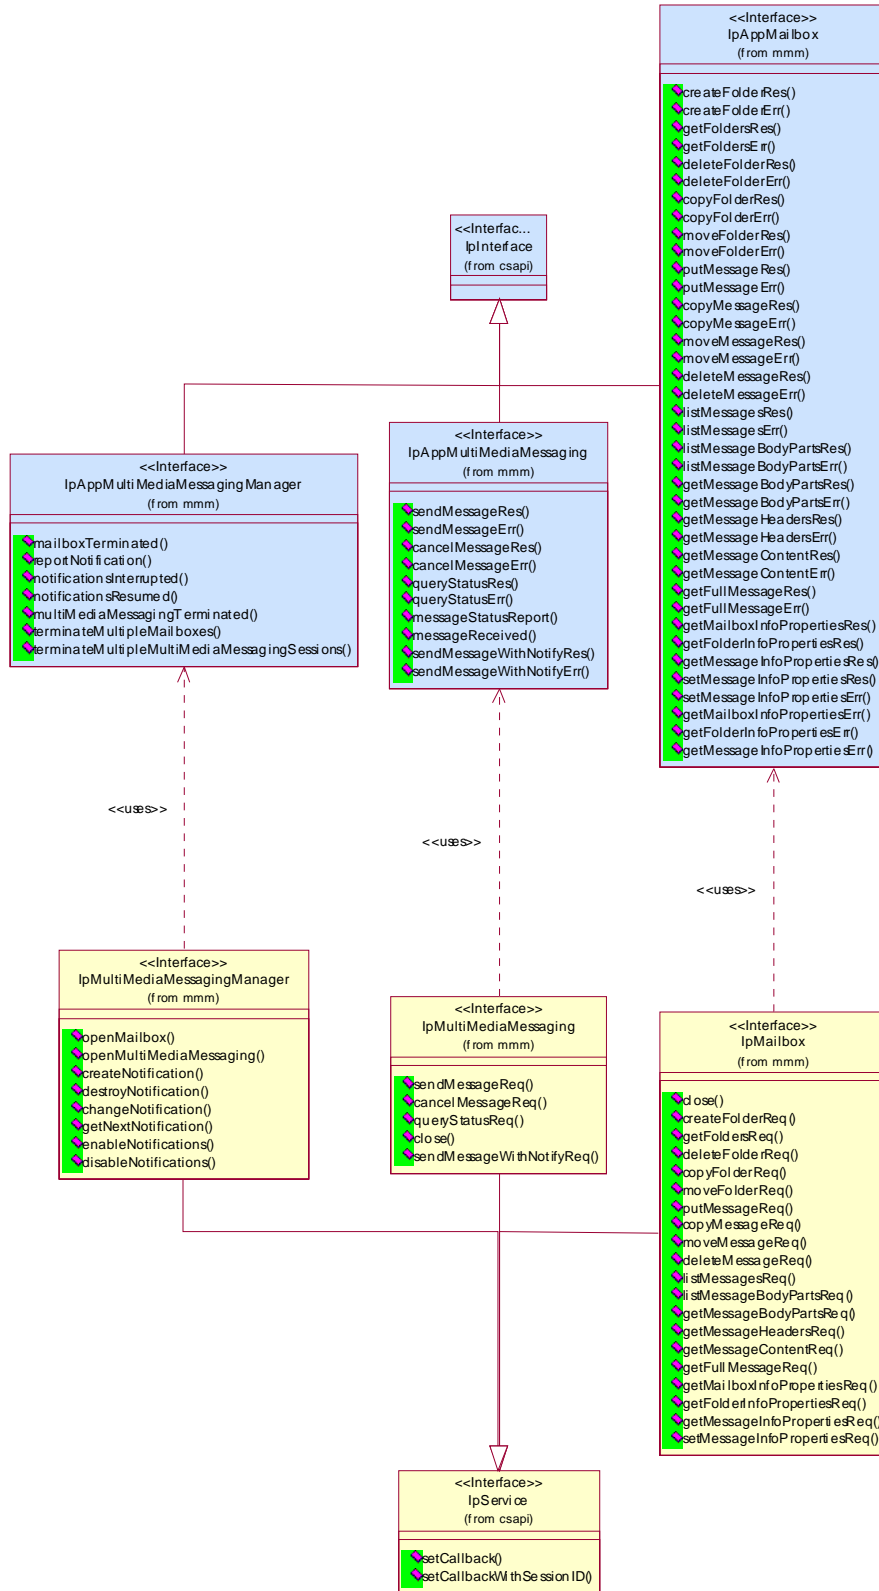 <<Interface>>
IpAppMailbox
(from mmm)
createFolderRes()
createFolderErr()
getFoldersRes()
getFoldersErr()
deleteFolderRes()
deleteFolderErr()
copyFolderRes()
copyFolderErr()
moveFolderRes()
moveFolderErr()
putMessageRes()
putMessageErr()
copyMessageRes()
copyMessageErr()
moveMessageRes()
moveMessageErr()
deleteMessageRes()
deleteMessageErr()
listMessagesRes()
listMessagesErr()
listMessageBodyPartsRes()
listMessageBodyPartsErr()
getMessageBodyPartsRes()
getMessageBodyPartsErr()
getMessageHeadersRes()
getMessageHeadersErr()
getMessageContentRes()
getMessageContentErr()
getFullMessageRes()
getFullMessageErr()
getMailboxInfoPropertiesRes()
getFolderInfoPropertiesRes()
getMessageInfoPropertiesRes()
setMessageInfoPropertiesRes()
setMessageInfoPropertiesErr()
getMailboxInfoPropertiesErr()
getFolderInfoPropertiesErr()
getMessageInfoPropertiesErr()
<<Interfac...
IpInterface
(from csapi)
<<Interface>>
IpAppMultiMediaMessagingManager
(from mmm)
mailboxTerminated()
reportNotification()
notificationsInterrupted()
notificationsResumed()
multiMediaMessagingTerminated()
terminateMultipleMailboxes()
terminateMultipleMultiMediaMessagingSessions()
<<Interface>>
IpAppMultiMediaMessaging
(from mmm)
sendMessageRes()
sendMessageErr()
cancelMessageRes()
cancelMessageErr()
queryStatusRes()
queryStatusErr()
messageStatusReport()
messageReceived()
sendMessageWithNotifyRes()
sendMessageWithNotifyErr()
<<uses>>
<<uses>>
<<uses>>
<<Interface>>
IpMultiMediaMessagingManager
(from mmm)
openMailbox()
openMultiMediaMessaging()
createNotification()
destroyNotification()
changeNotification()
getNextNotification()
enableNotifications()
disableNotifications()
<<Interface>>
IpMultiMediaMessaging
(from mmm)
sendMessageReq()
cancelMessageReq()
queryStatusReq()
close()
sendMessageWithNotifyReq()
<<Interface>>
IpMailbox
(from mmm)
close()
createFolderReq()
getFoldersReq()
deleteFolderReq()
copyFolderReq()
moveFolderReq()
putMessageReq()
copyMessageReq()
moveMessageReq()
deleteMessageReq()
listMessagesReq()
listMessageBodyPartsReq()
getMessageBodyPartsReq()
getMessageHeadersReq()
getMessageContentReq()
getFullMessageReq()
getMailboxInfoPropertiesReq()
getFolderInfoPropertiesReq()
getMessageInfoPropertiesReq()
setMessageInfoPropertiesReq()
<<Interface>>
IpService
(from csapi)
setCallback()
setCallbackWithSessionID()